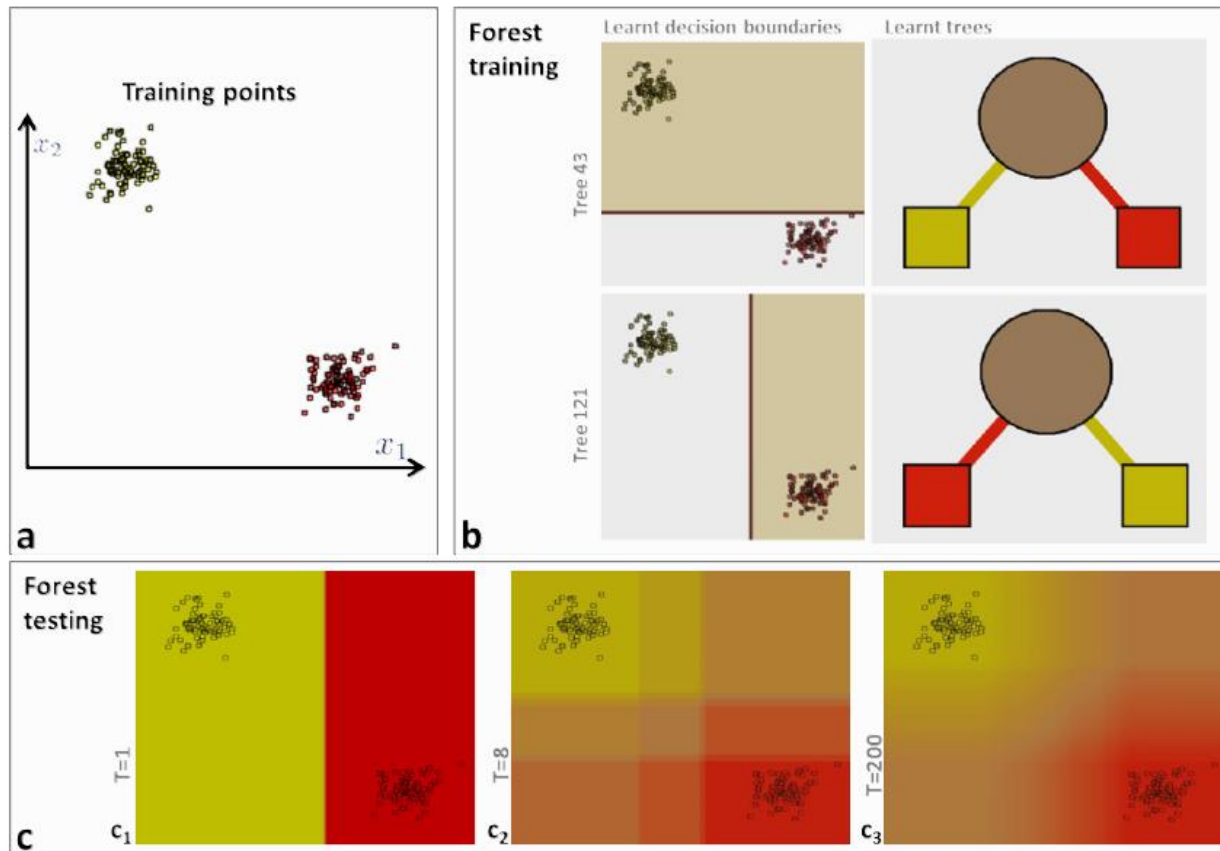 Training points
x₂
x₁
a
Forest
training
Learnt decision boundaries
Learnt trees
Tree 43
Tree 121
b
Forest
testing
T=1
c₁
T=8
c₂
T=200
c₃
c